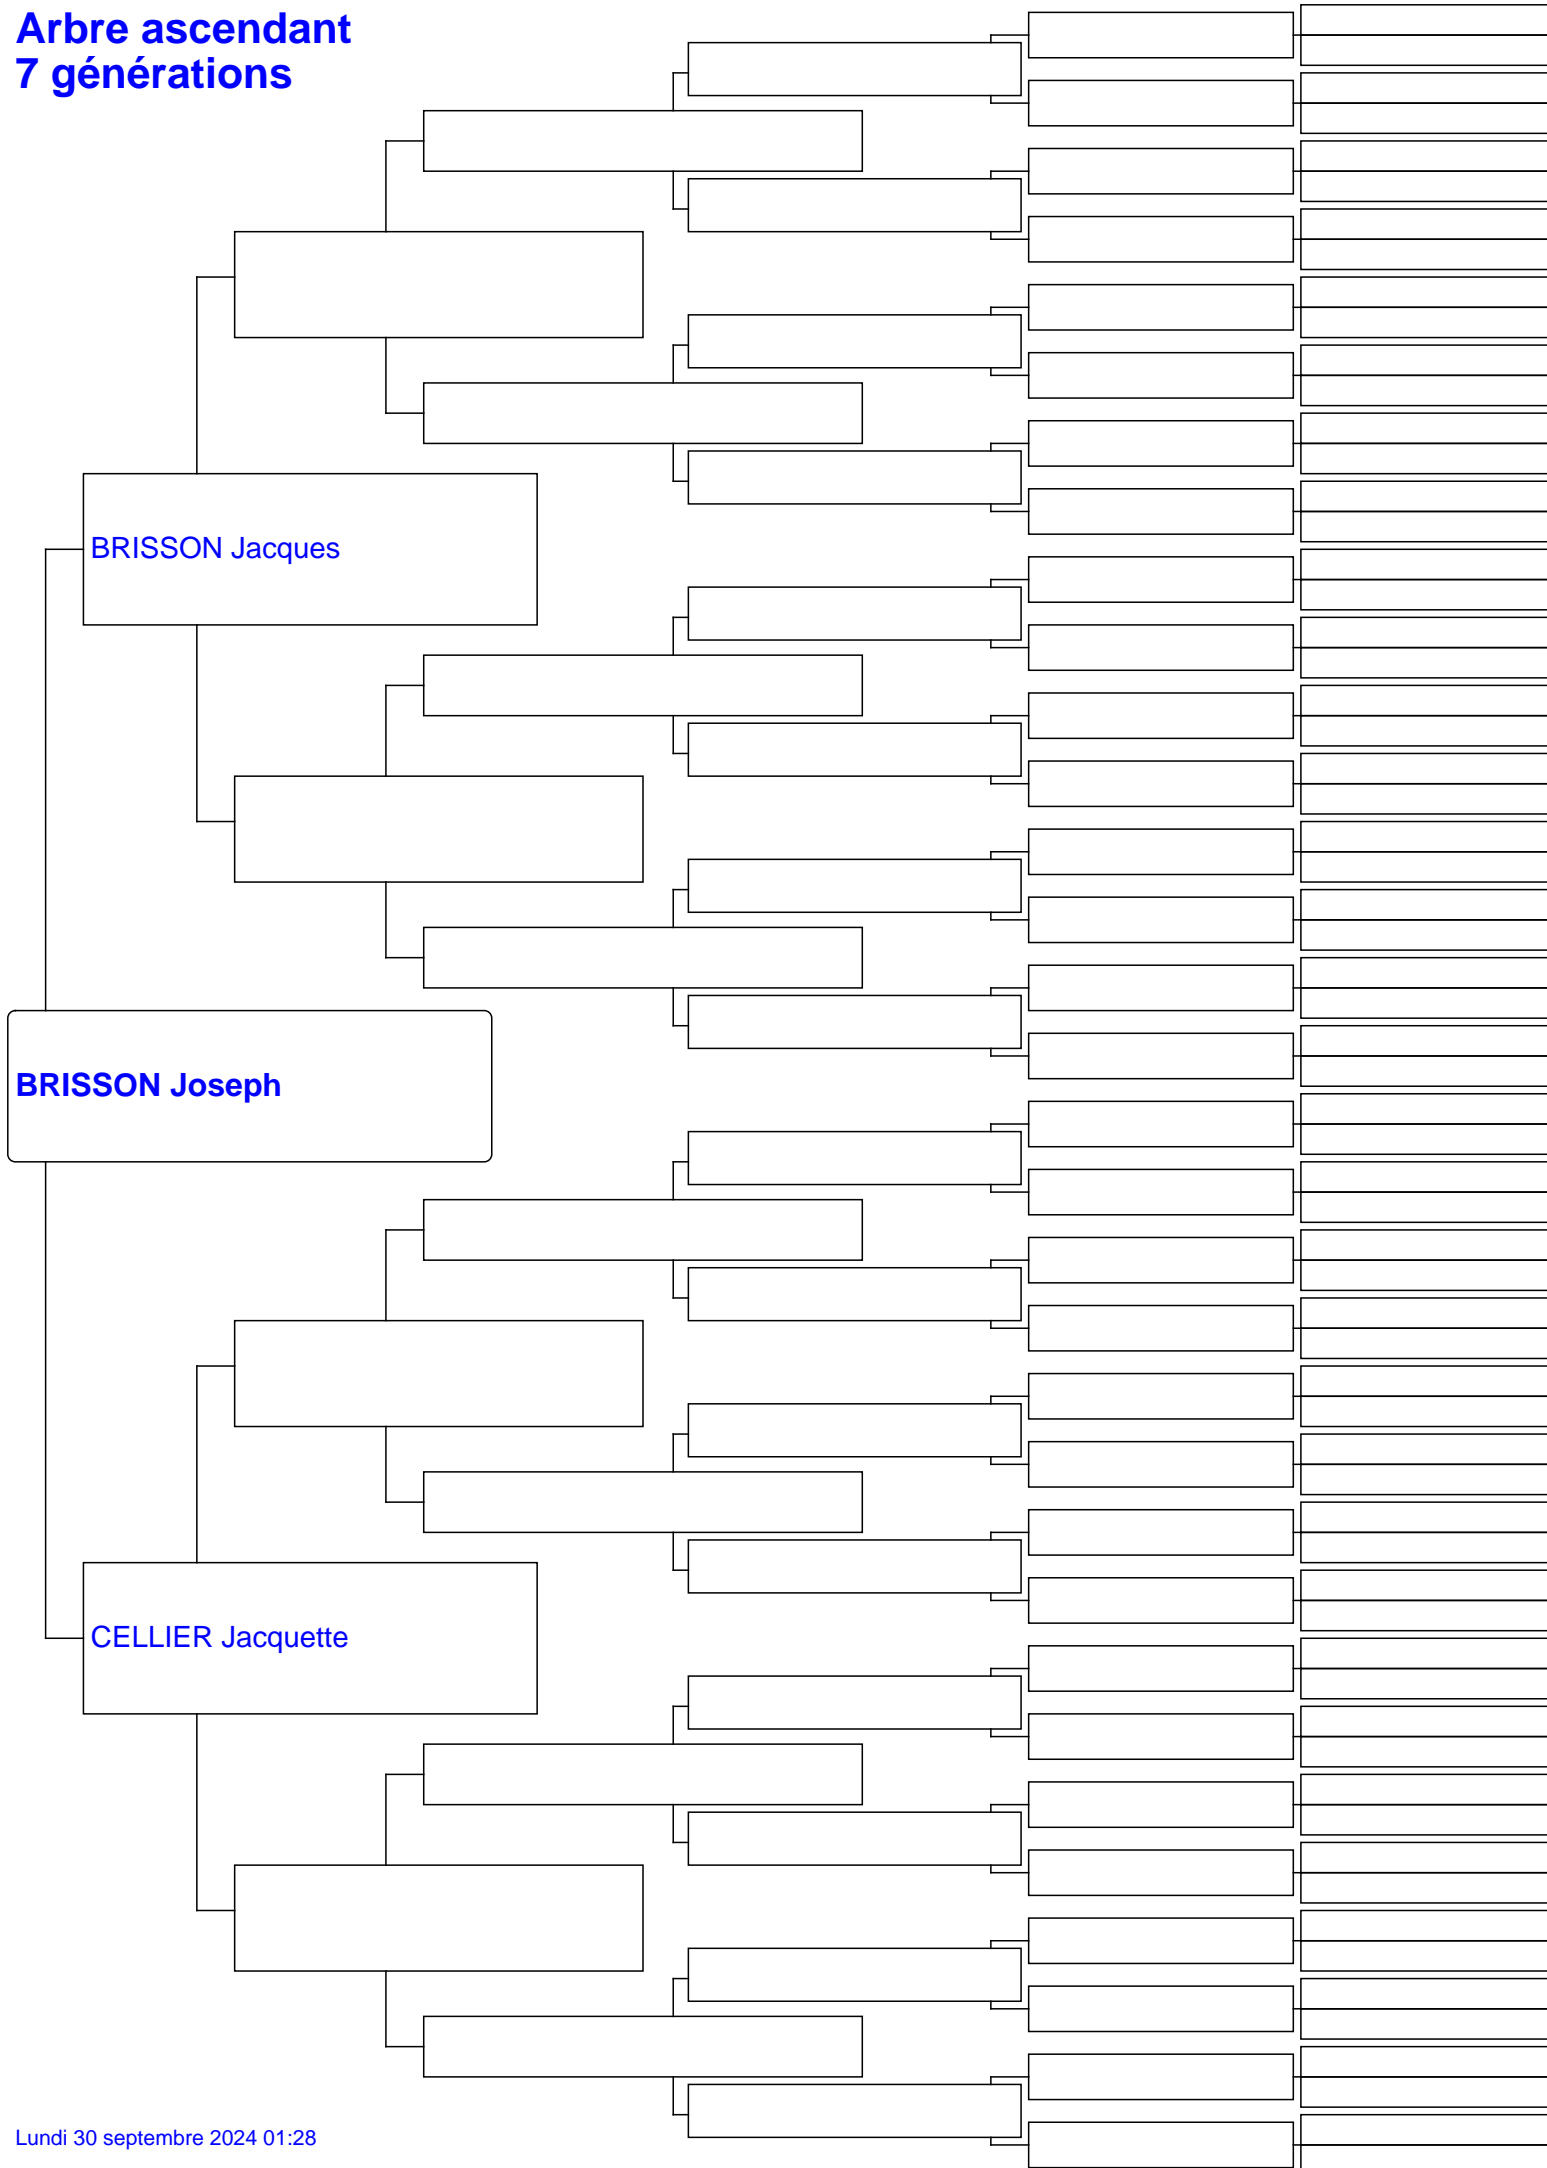 Arbre ascendant
7 générations
BRISSON Jacques
BRISSON Joseph
CELLIER Jacquette
Lundi 30 septembre 2024 01:28